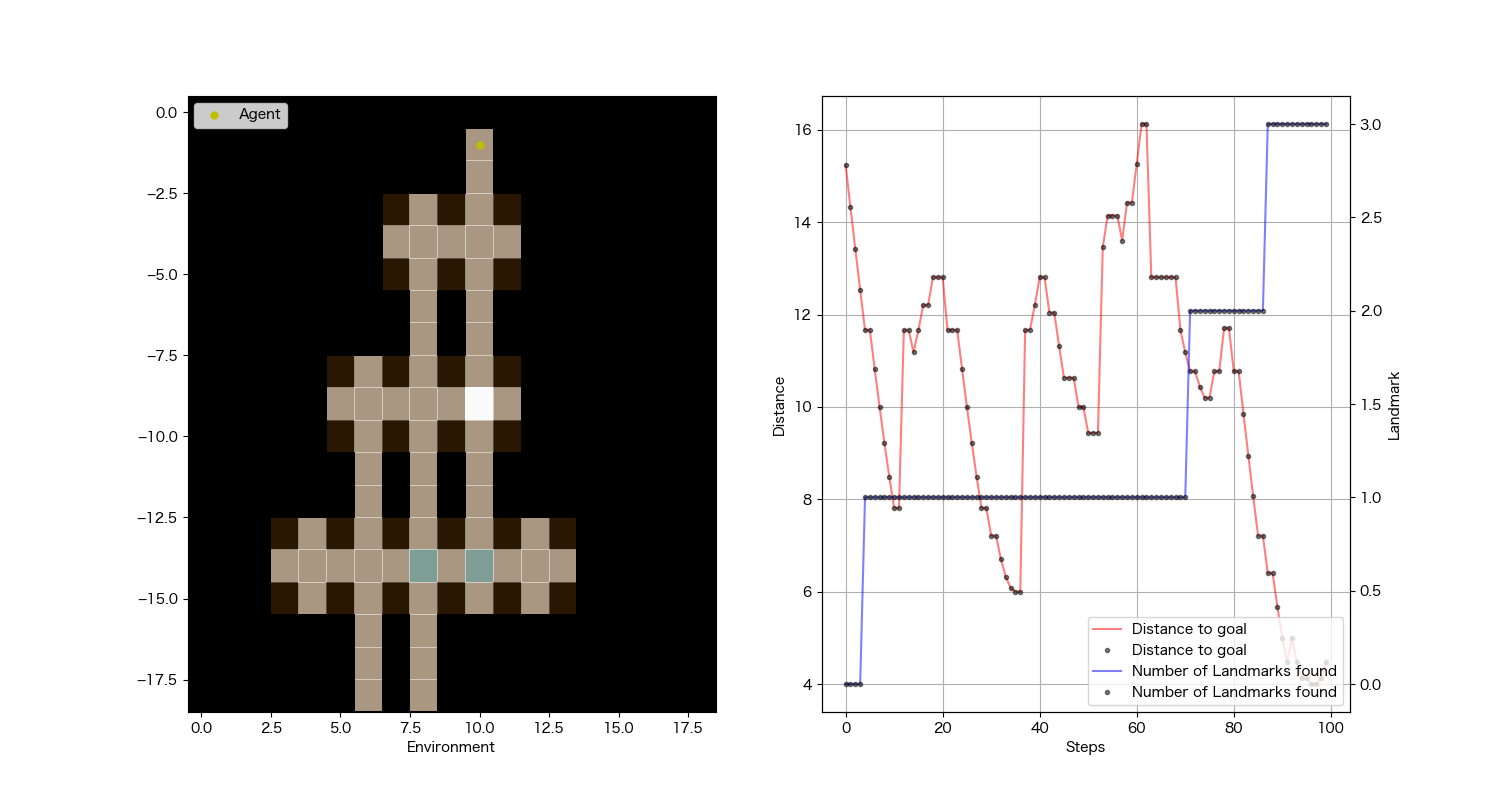 Agent
0.0
−2.5
−5.0
−7.5
−10.0
−12.5
−15.0
−17.5
0.0 2.5 5.0 7.5 10.0 12.5 15.0 17.5
Environment
16
14
12
10
8
6
4
Distance
0 20 40 60 80 100
Steps
3.0
2.5
2.0
1.5
1.0
0.5
0.0
Landmark
Distance to goal
Distance to goal
Number of Landmarks found
Number of Landmarks found